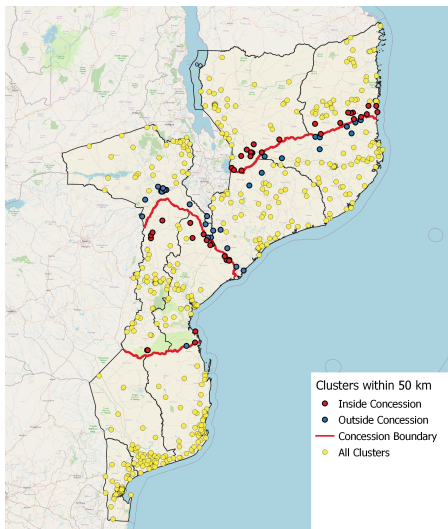 Clusters within 50 km
Inside Concession
Outside Concession
Concession Boundary
All Clusters